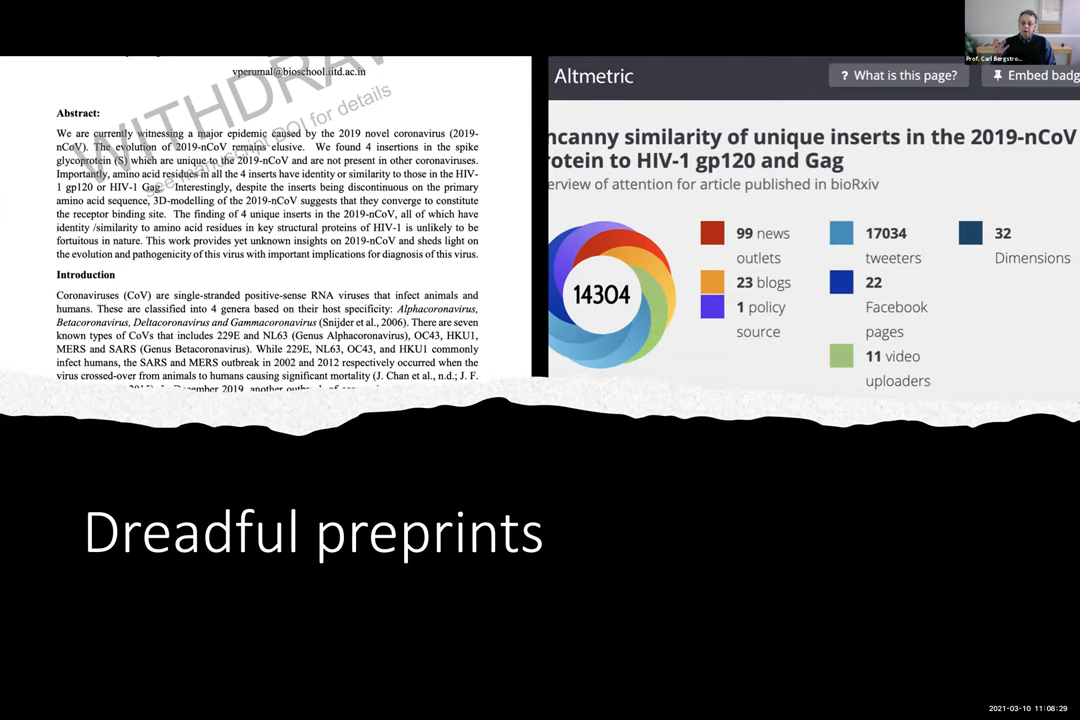 Prof. Carl Bergstro...
vperumal@bioschool.iitd.ac.in
WITHDRA
see manuscript DOI for details
Abstract:
We are currently witnessing a major epidemic caused by the 2019 novel coronavirus (2019-
nCoV). The evolution of 2019-nCoV remains elusive. We found 4 insertions in the spike
glycoprotein (S) which are unique to the 2019-nCoV and are not present in other coronaviruses.
Importantly, amino acid residues in all the 4 inserts have identity or similarity to those in the HIV-
1 gp120 or HIV-1 Gag. Interestingly, despite the inserts being discontinuous on the primary
amino acid sequence, 3D-modelling of the 2019-nCoV suggests that they converge to constitute
the receptor binding site. The finding of 4 unique inserts in the 2019-nCoV, all of which have
identity /similarity to amino acid residues in key structural proteins of HIV-1 is unlikely to be
fortuitous in nature. This work provides yet unknown insights on 2019-nCoV and sheds light on
the evolution and pathogenicity of this virus with important implications for diagnosis of this virus.
Introduction
Coronaviruses (CoV) are single-stranded positive-sense RNA viruses that infect animals and
humans. These are classified into 4 genera based on their host specificity: Alphacoronavirus,
Betacoronavirus, Deltacoronavirus and Gammacoronavirus (Snijder et al., 2006). There are seven
known types of CoVs that includes 229E and NL63 (Genus Alphacoronavirus), OC43, HKU1,
MERS and SARS (Genus Betacoronavirus). While 229E, NL63, OC43, and HKU1 commonly
infect humans, the SARS and MERS outbreak in 2002 and 2012 respectively occurred when the
virus crossed-over from animals to humans causing significant mortality (J. Chan et al., n.d.; J. F.
2015). In December 2019, another
Altmetric
? What is this page?
Embed badg
ncanny similarity of unique inserts in the 2019-nCoV
rotein to HIV-1 gp120 and Gag
erview of attention for article published in bioRxiv
14304
99 news
outlets
23 blogs
1 policy
source
17034
tweeters
22
Facebook
pages
11 video
uploaders
32
Dimensions
Dreadful preprints
2021-03-10 11:08:29